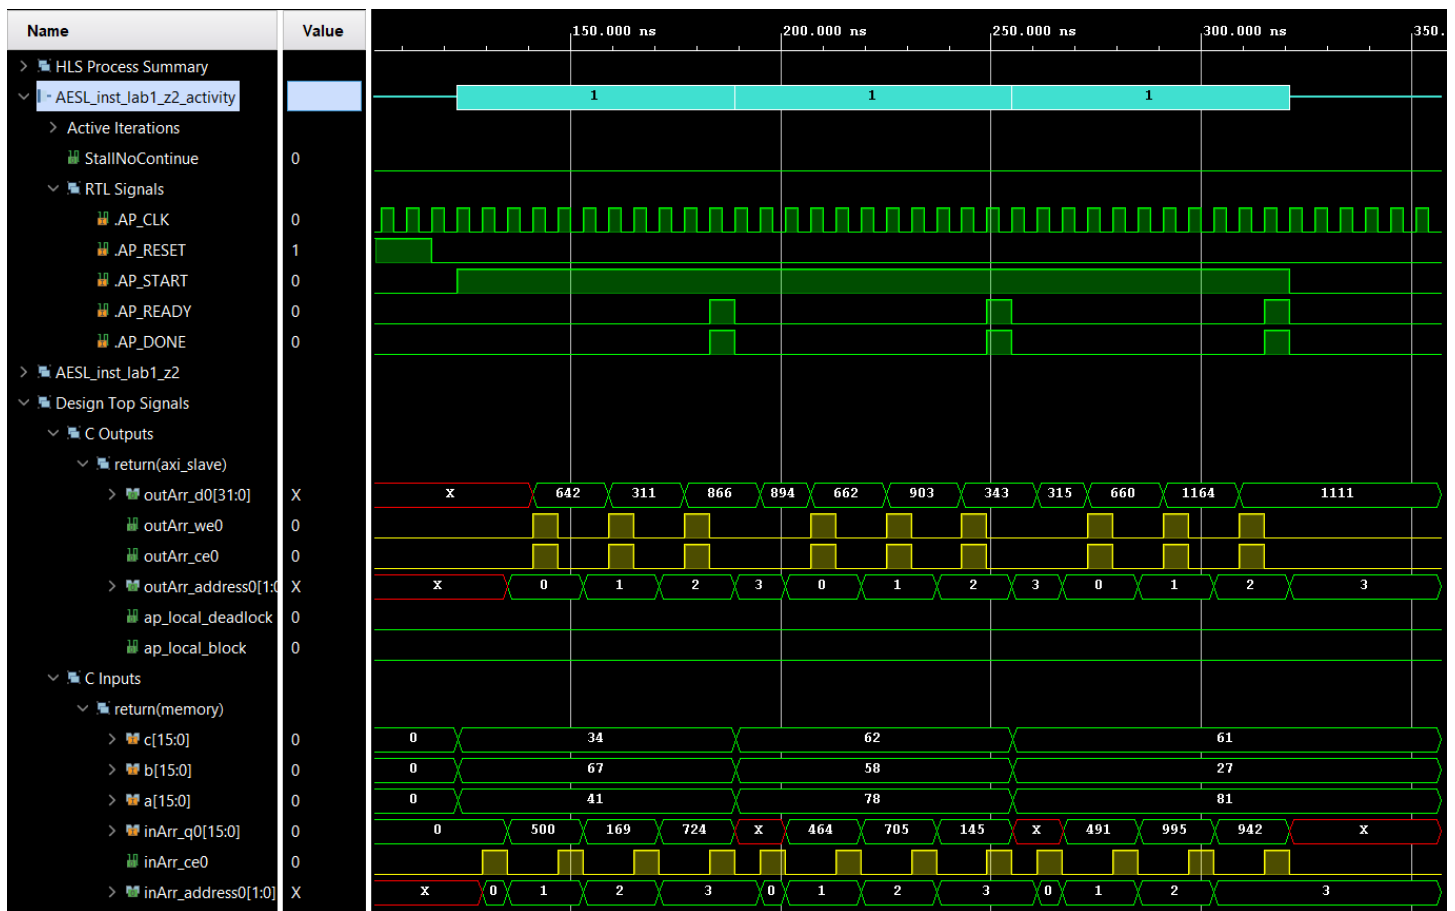 Name Value 150.000 ns 200.000 ns 250.000 ns 300.000 ns 350.
HLS Process Summary
AESL_inst_lab1_z2_activity 1 1 1
Active Iterations
StallNoContinue 0
RTL Signals
.AP_CLK 0
.AP_RESET 1
.AP_START 0
.AP_READY 0
.AP_DONE 0
AESL_inst_lab1_z2
Design Top Signals
C Outputs
return(axi_slave)
outArr_d0[31:0] X X 642 311 866 894 662 903 343 315 660 1164 1111
outArr_we0 0
outArr_ce0 0
outArr_address0[1:0 X X 0 1 2 3 0 1 2 3 0 1 2 3
ap_local_deadlock 0
ap_local_block 0
C Inputs
return(memory)
c[15:0] 0 0 34 62 61
b[15:0] 0 0 67 58 27
a[15:0] 0 0 41 78 81
inArr_q0[15:0] 0 0 500 169 724 X 464 705 145 X 491 995 942 X
inArr_ce0 0
inArr_address0[1:0] X X 0 1 2 3 0 1 2 3 0 1 2 3